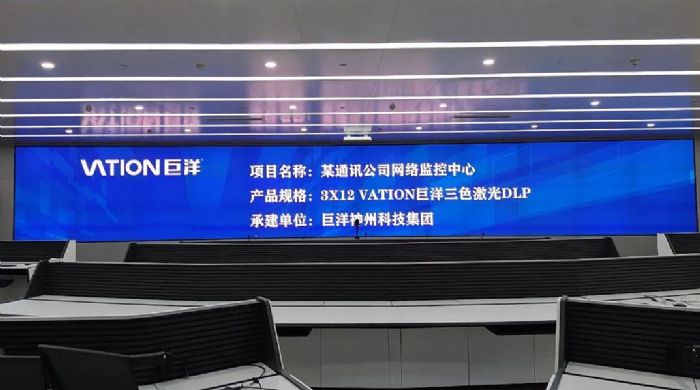 VATION巨洋
项目名称：某通讯公司网络监控中心
产品规格：3X12 VATION巨洋三色激光DLP
承建单位：巨洋神州科技集团